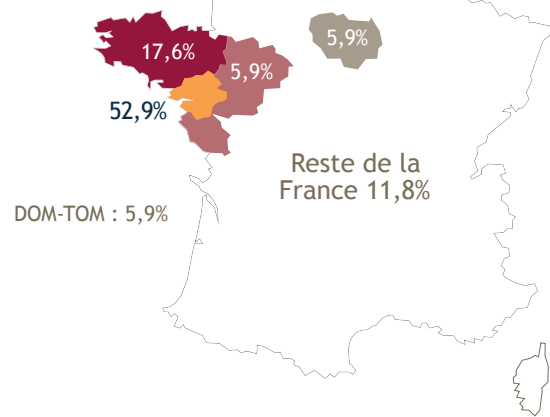 5,9%
17,6%
5,9%
52,9%
Reste de la
France 11,8%
DOM-TOM : 5,9%